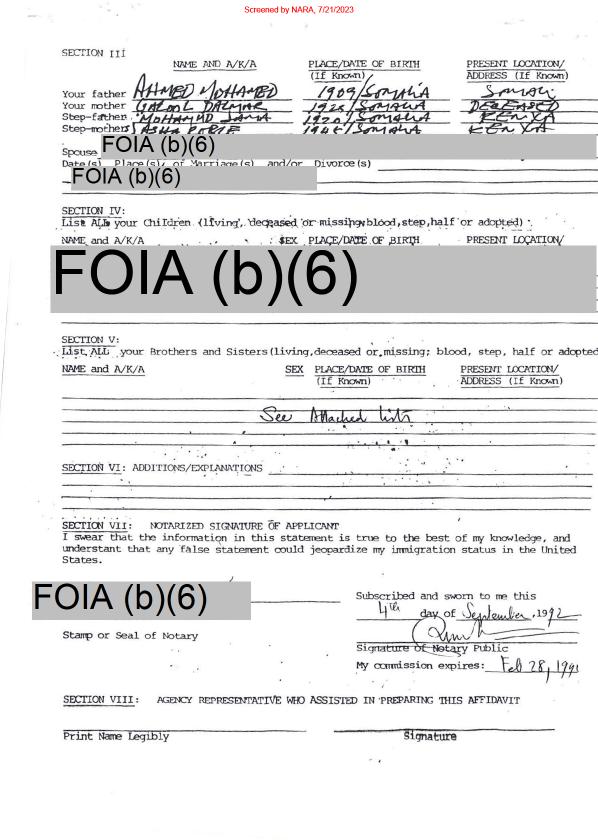 Screened by NARA, 7/21/2023
SECTION III
NAME AND A/K/A PLACE/DATE OF BIRTH PRESENT LOCATION/
(If Known) ADDRESS (If Known)
Your father AHMED MOHAMED 1909/SOMALIA SOMALI
Your mother DALMAR SOMALIA DECEASED
Step-father MOHAMUD JAMA 1920/SOMALIA KENYA
Step-mothers ASHA 1945/SOMALIA KENYA
Spouse FOIA (b)(6)
Date(s), Place(s), of Marriage(s) and/or Divorce(s)
FOIA (b)(6)
SECTION IV:
List ALL your Children (living, deceased or missing, blood, step, half or adopted)
NAME and A/K/A SEX PLACE/DATE OF BIRTH PRESENT LOCATION/
FOIA (b)(6)
SECTION V:
List ALL your Brothers and Sisters(living,deceased or missing; blood, step, half or adopted
NAME and A/K/A SEX PLACE/DATE OF BIRTH PRESENT LOCATION/
(If Known) ADDRESS (If Known)
See Attached lists
SECTION VI: ADDITIONS/EXPLANATIONS
SECTION VII: NOTARIZED SIGNATURE OF APPLICANT
I swear that the information in this statement is true to the best of my knowledge, and
understant that any false statement could jeopardize my immigration status in the United
States.
FOIA (b)(6)
Subscribed and sworn to me this
4th day of September, 1992
Stamp or Seal of Notary
Signature of Notary Public
My commission expires: Feb 28, 199
SECTION VIII: AGENCY REPRESENTATIVE WHO ASSISTED IN PREPARING THIS AFFIDAVIT
Print Name Legibly Signature